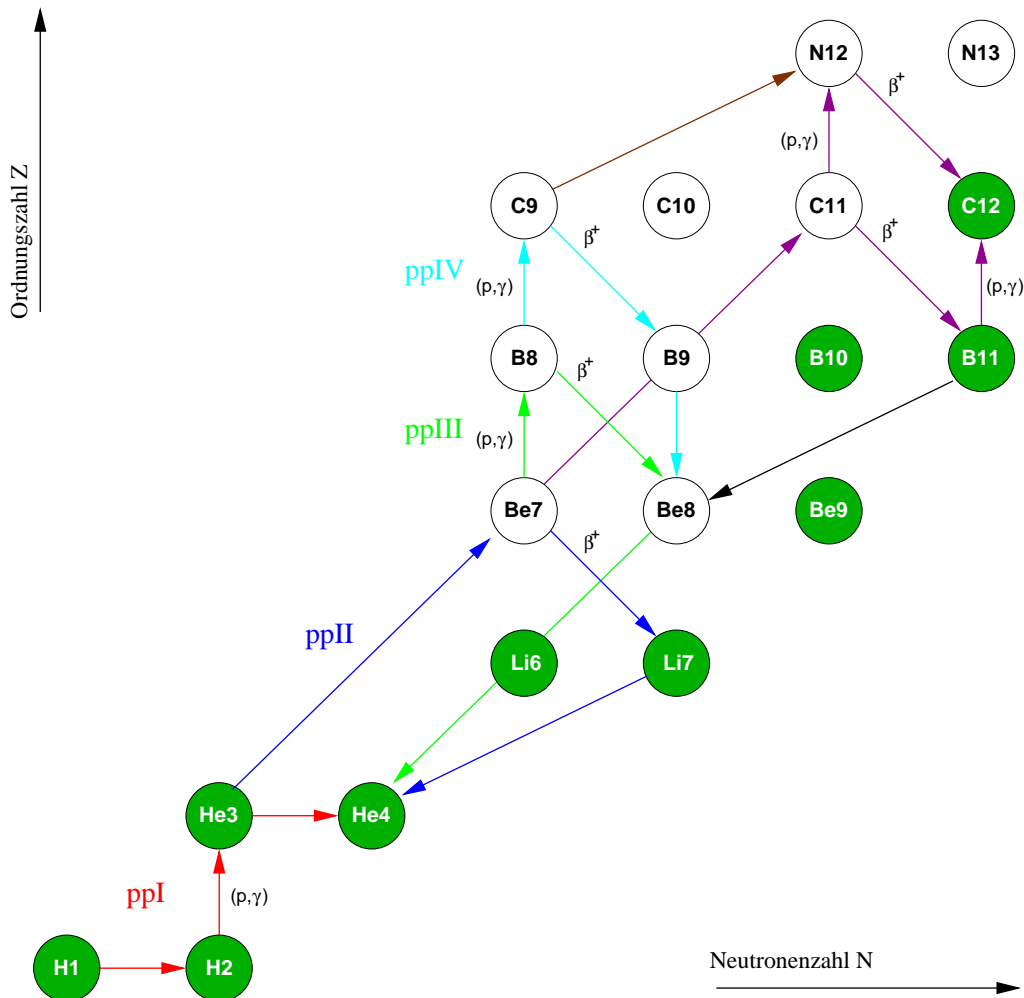 N12
N13
β⁺
Ordnungszahl Z
(p,γ)
C9
C10
C11
C12
β⁺
β⁺
ppIV
(p,γ)
(p,γ)
B8
B9
B10
B11
β⁺
ppIII
(p,γ)
Be7
Be8
Be9
β⁺
ppII
Li6
Li7
He3
He4
ppI
(p,γ)
H1
H2
Neutronenzahl N